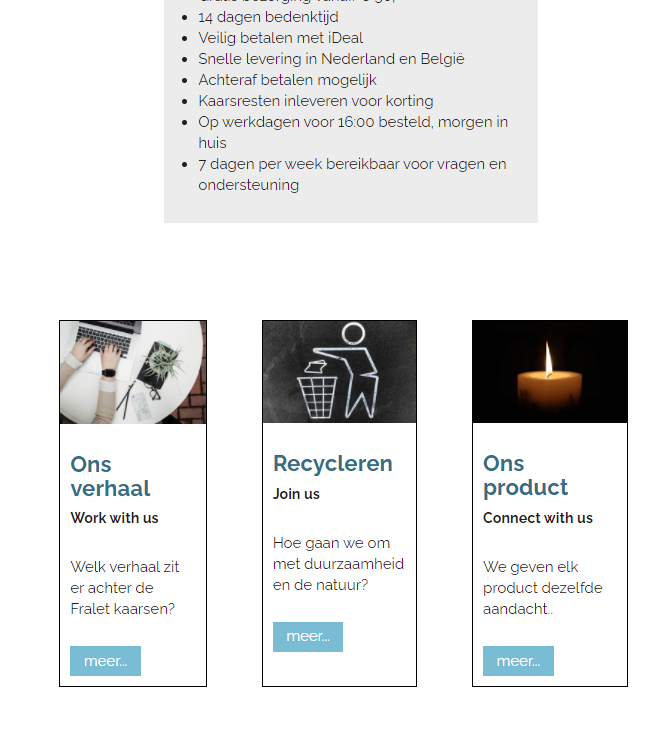 14 dagen bedenktijd
Veilig betalen met iDeal
Snelle levering in Nederland en België
Achteraf betalen mogelijk
Kaarsresten inleveren voor korting
Op werkdagen voor 16:00 besteld, morgen in
huis
7 dagen per week bereikbaar voor vragen en
ondersteuning
Ons
verhaal
Work with us
Welk verhaal zit
er achter de
Fralet kaarsen?
meer...
Recycleren
Join us
Hoe gaan we om
met duurzaamheid
en de natuur?
meer...
Ons
product
Connect with us
We geven elk
product dezelfde
aandacht..
meer...